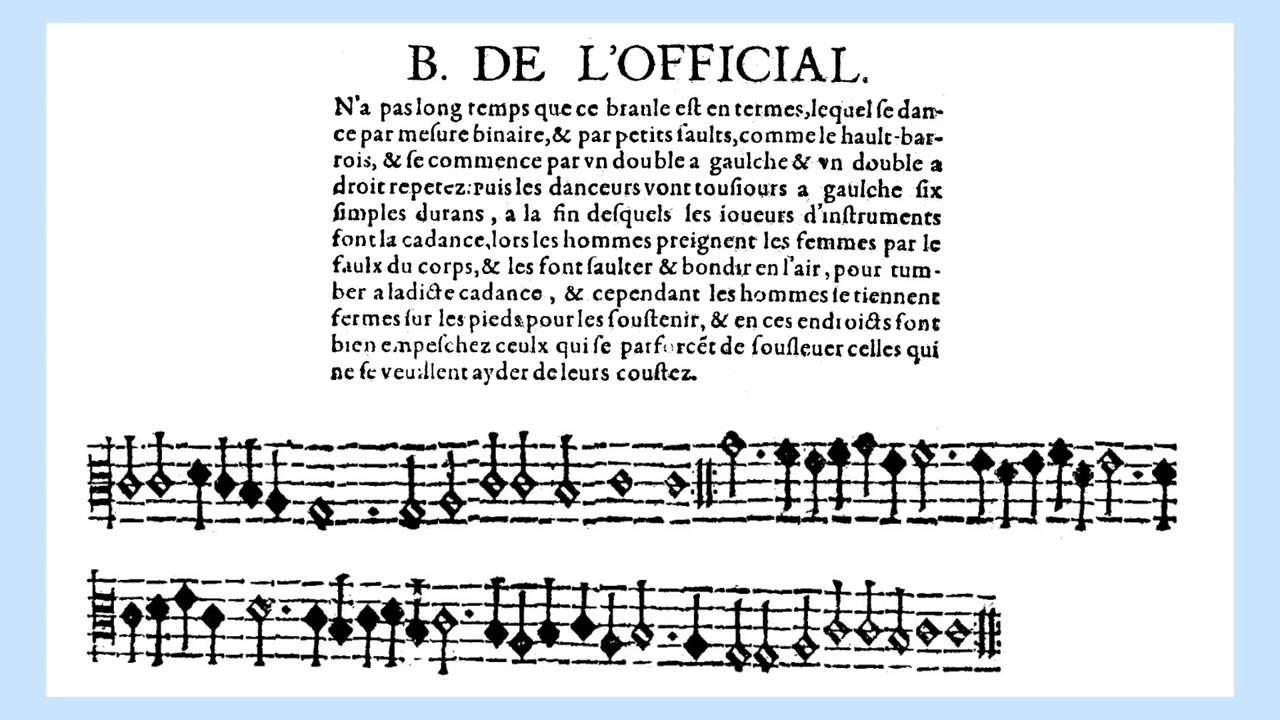 B. DE L'OFFICIAL.
N'a pas long temps que ce branle eſt en termes,lequel ſe dan-
ce par meſure binaire,& par petits ſaults,comme le hault-bar-
rois, & ſe commence par vn double a gaulche & vn double a
droit repetez:puis les danceurs vont touſiours a gaulche ſix
ſimples durans , a la fin deſquels les ioueurs d'inſtruments
font la cadance,lors les hommes preignent les femmes par le
faulx du corps,& les font ſaulter & bondir en l'air , pour tum-
ber a ladicte cadance , & cependant les hommes ſe tiennent
fermes ſur les pieds pour les ſouſtenir, & en ces endroicts ſont
bien empeſchez ceulx qui ſe parforcẽt de ſouſleuer celles qui
ne ſe veuillent ayder de leurs couſtez.